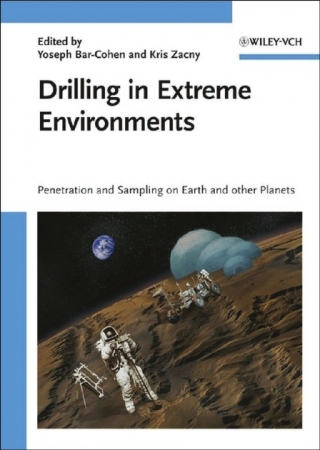 Edited by
Yoseph Bar-Cohen and Kris Zacny
WILEY-VCH
Drilling in Extreme
Environments
Penetration and Sampling on Earth and other Planets